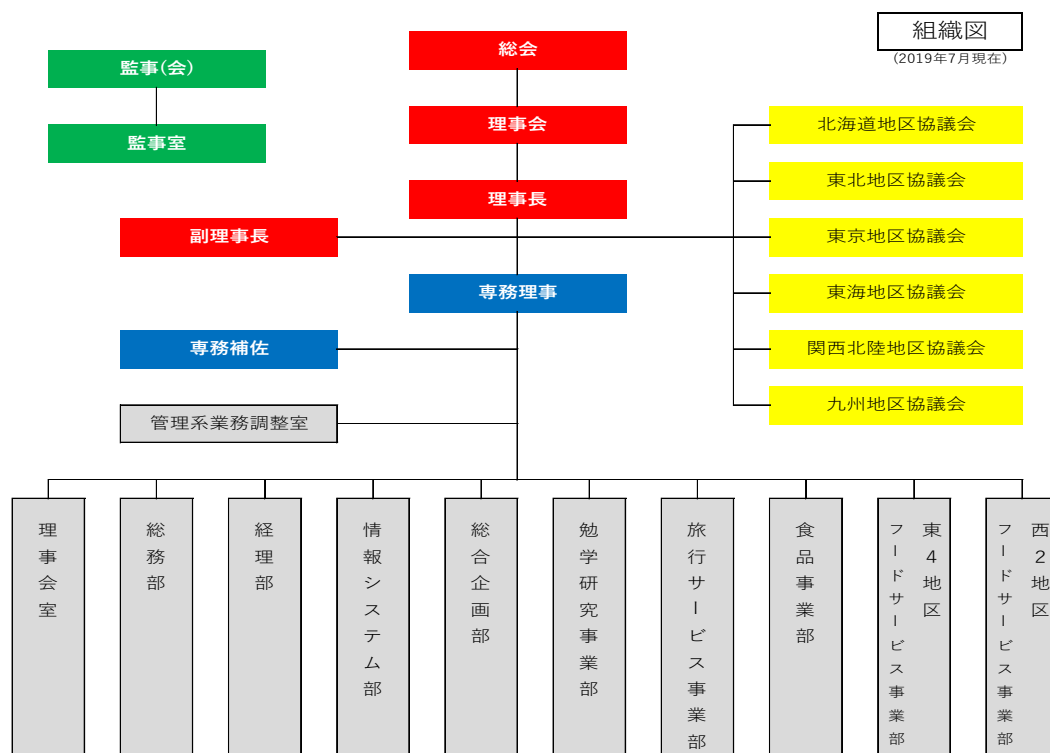 組織図
(2019年7月現在)
総会
監事(会)
監事室
理事会
理事長
副理事長
専務理事
専務補佐
管理系業務調整室
北海道地区協議会
東北地区協議会
東京地区協議会
東海地区協議会
関西北陸地区協議会
九州地区協議会
理事会室
総務部
経理部
情報システム部
総合企画部
勉学研究事業部
旅行サービス事業部
食品事業部
東4地区
フードサービス事業部
西2地区
フードサービス事業部